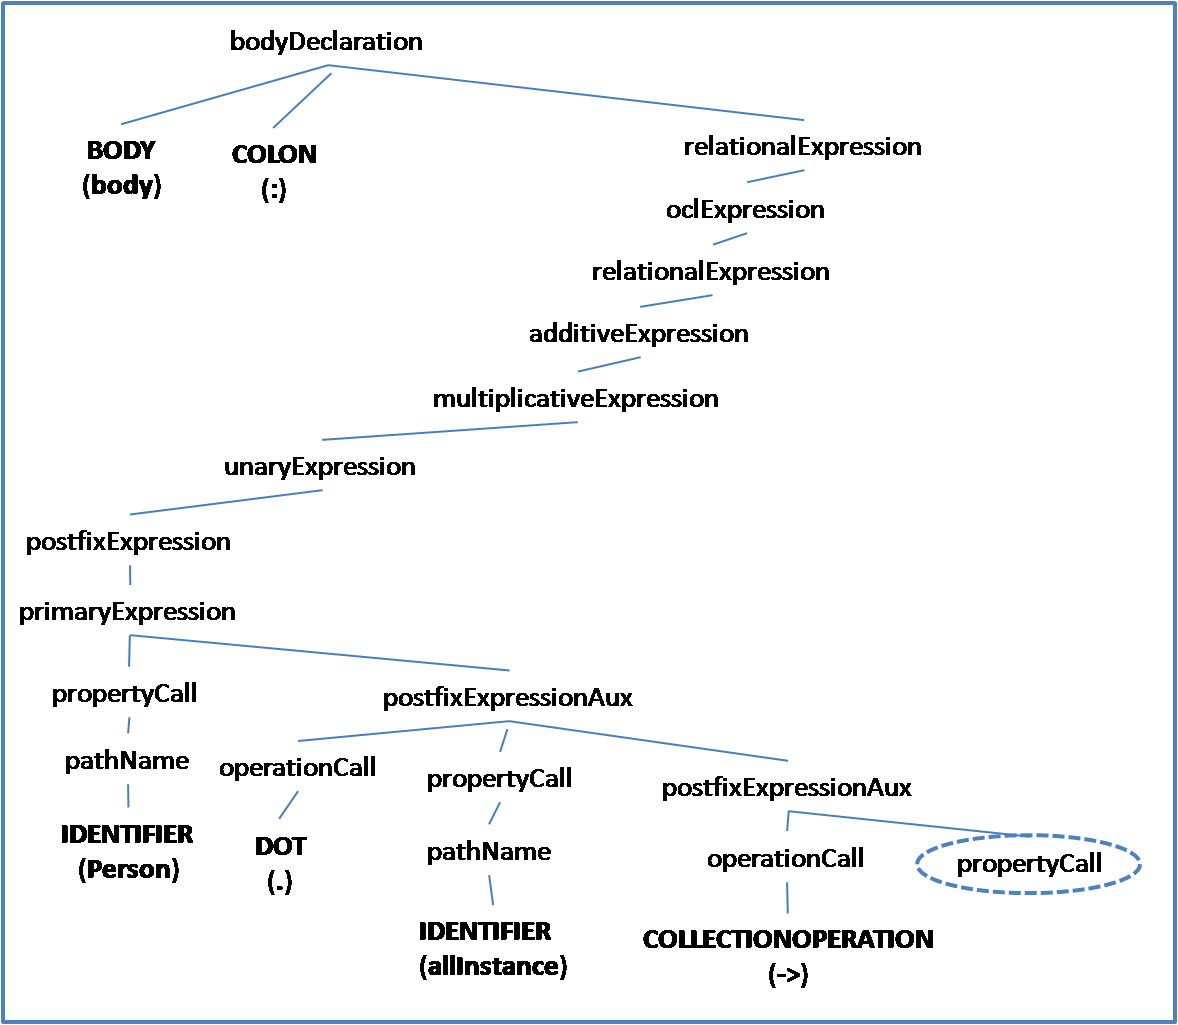 bodyDeclaration
BODY
(body)
COLON
(:)
relationalExpression
oclExpression
relationalExpression
additiveExpression
multiplicativeExpression
unaryExpression
postfixExpression
primaryExpression
propertyCall
postfixExpressionAux
pathName
operationCall
propertyCall
postfixExpressionAux
IDENTIFIER
(Person)
DOT
(.)
pathName
operationCall
propertyCall
IDENTIFIER
(allInstance)
COLLECTIONOPERATION
(->)